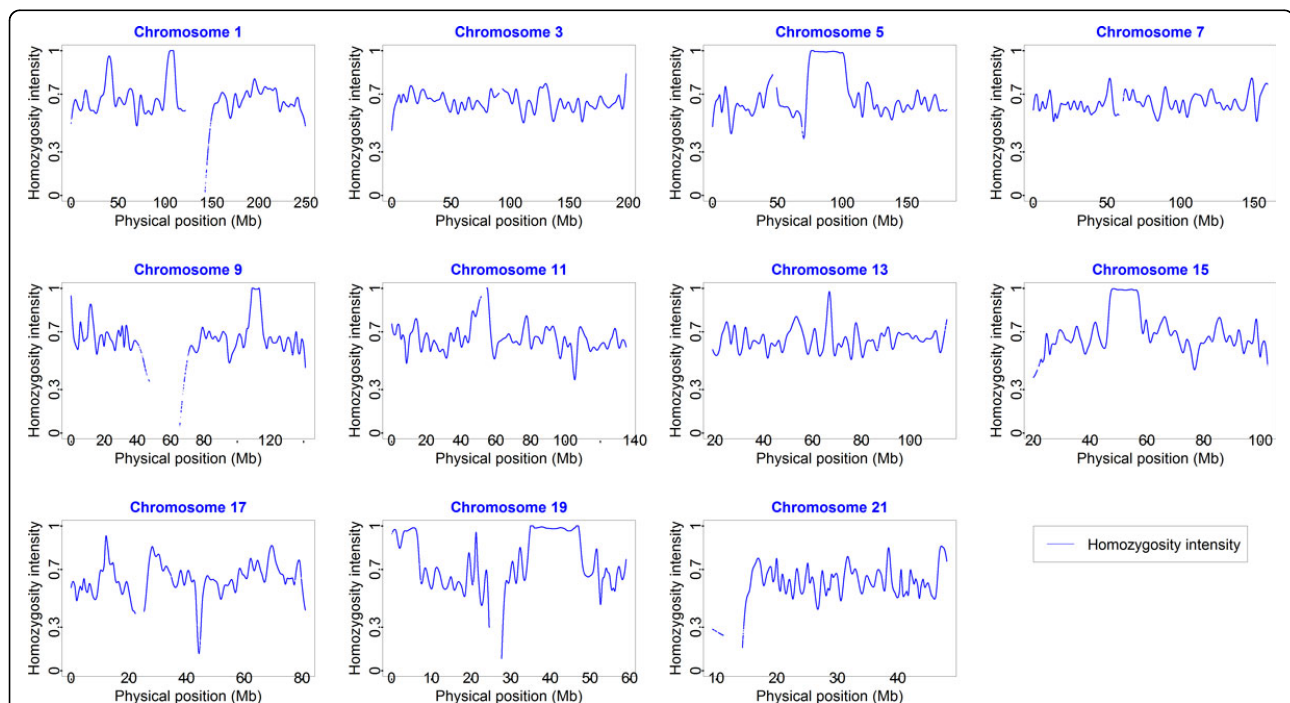 Chromosome 1
Homozygosity intensity
1
0.7
0.3
0
0 50 100 150 200 250
Physical position (Mb)
Chromosome 3
Homozygosity intensity
1
0.7
0.3
0
0 50 100 150 200
Physical position (Mb)
Chromosome 5
Homozygosity intensity
1
0.7
0.3
0
0 50 100 150
Physical position (Mb)
Chromosome 7
Homozygosity intensity
1
0.7
0.3
0
0 50 100 150
Physical position (Mb)
Chromosome 9
Homozygosity intensity
1
0.7
0.3
0
0 20 40 60 80 120
Physical position (Mb)
Chromosome 11
Homozygosity intensity
1
0.7
0.3
0
0 20 40 60 80 100 140
Physical position (Mb)
Chromosome 13
Homozygosity intensity
1
0.7
0.3
0
20 40 60 80 100
Physical position (Mb)
Chromosome 15
Homozygosity intensity
1
0.7
0.3
0
20 40 60 80 100
Physical position (Mb)
Chromosome 17
Homozygosity intensity
1
0.7
0.3
0
0 20 40 60 80
Physical position (Mb)
Chromosome 19
Homozygosity intensity
1
0.7
0.3
0
0 10 20 30 40 50 60
Physical position (Mb)
Chromosome 21
Homozygosity intensity
1
0.7
0.3
0
10 20 30 40
Physical position (Mb)
Homozygosity intensity